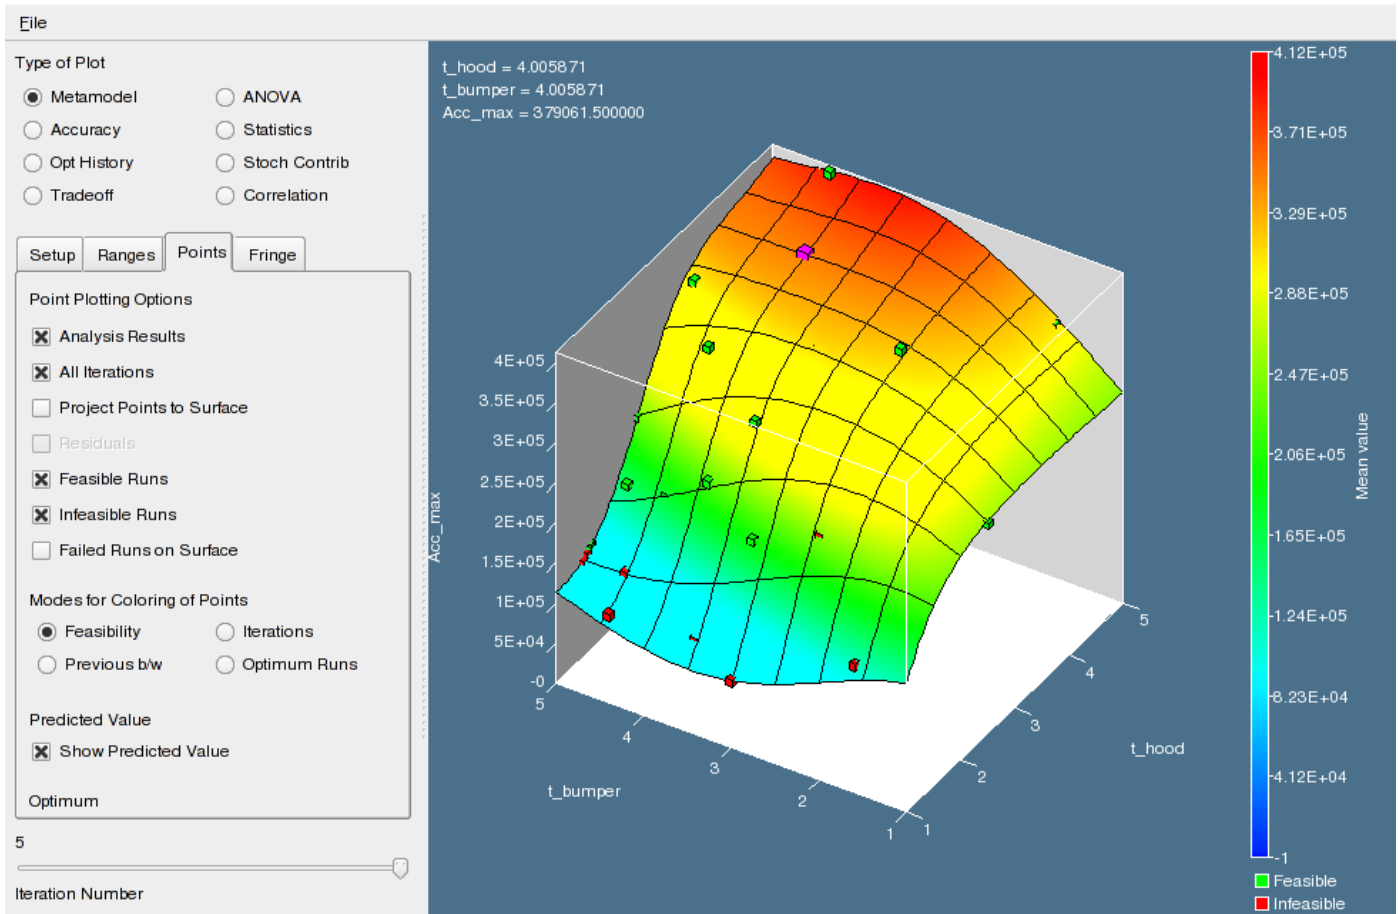 File
Type of Plot
Metamodel
ANOVA
Accuracy
Statistics
Opt History
Stoch Contrib
Tradeoff
Correlation
Setup
Ranges
Points
Fringe
Point Plotting Options
Analysis Results
All Iterations
Project Points to Surface
Residuals
Feasible Runs
Infeasible Runs
Failed Runs on Surface
Modes for Coloring of Points
Feasibility
Iterations
Previous b/w
Optimum Runs
Predicted Value
Show Predicted Value
Optimum
5
Iteration Number
t_hood = 4.005871
t_bumper = 4.005871
Acc_max = 379061.500000
4E+05
3.5E+05
3E+05
2.5E+05
2E+05
1.5E+05
1E+05
5E+04
-0
Acc_max
5
4
3
2
1
t_bumper
1
2
3
4
5
t_hood
4.12E+05
3.71E+05
3.29E+05
2.88E+05
2.47E+05
2.06E+05
1.65E+05
1.24E+05
8.23E+04
4.12E+04
-1
Mean value
Feasible
Infeasible